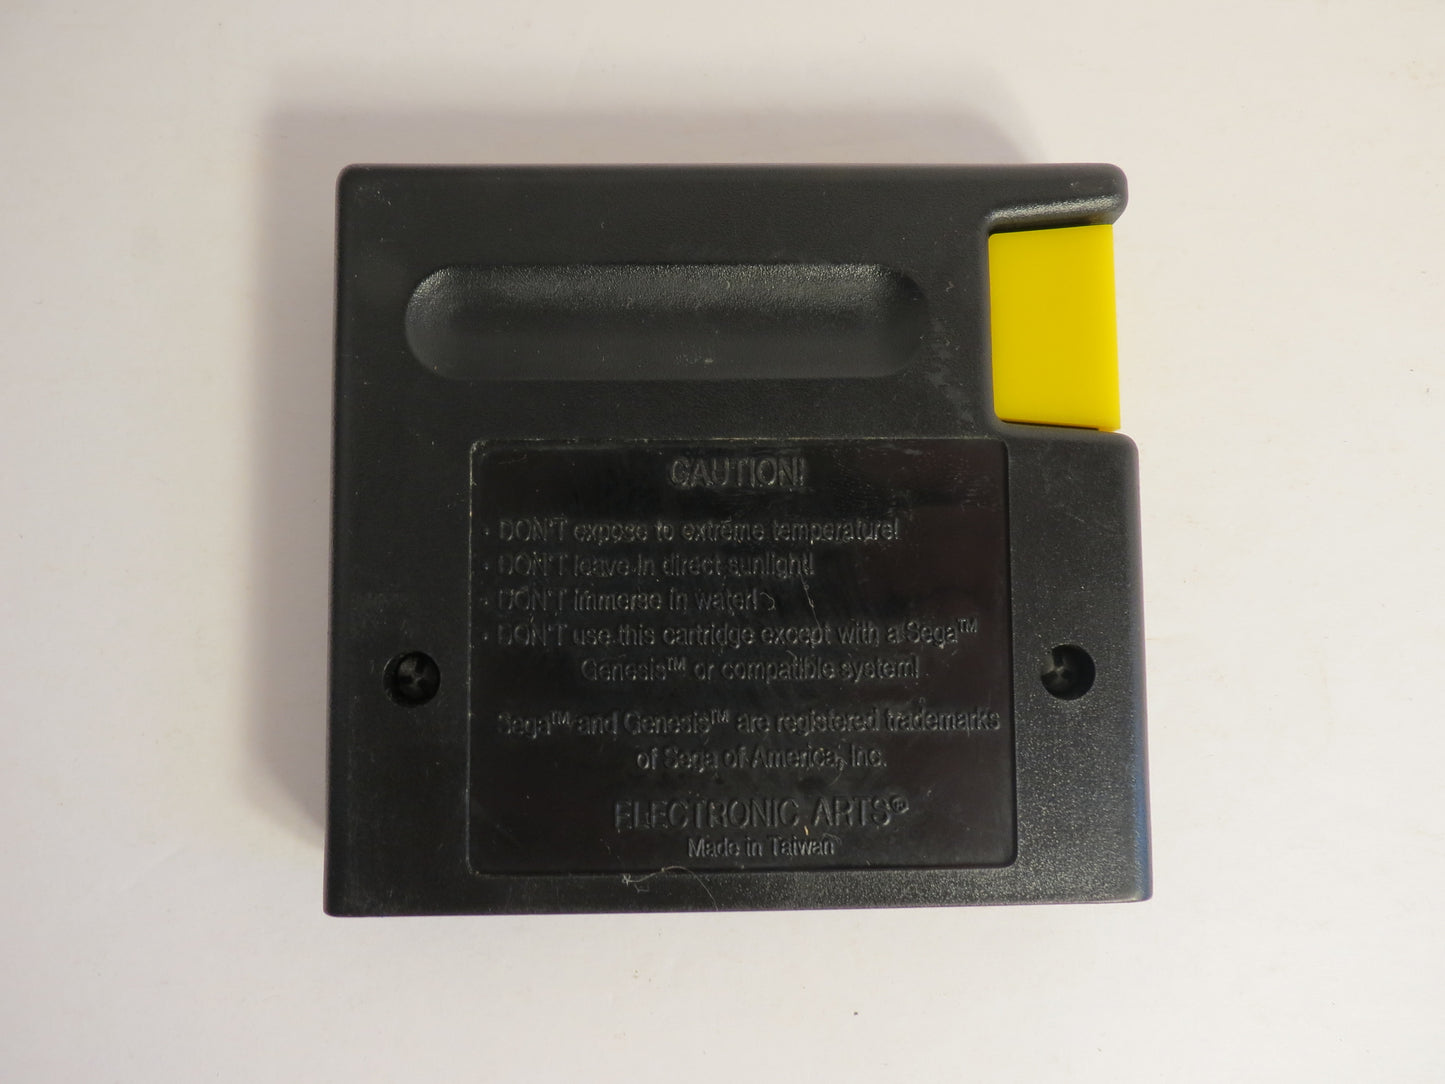 CAUTION!
· DON'T expose to extreme temperature!
· DON'T leave in direct sunlight!
· DON'T immerse in water!
· DON'T use this cartridge except with a Sega™
Genesis™ or compatible system!
Sega™ and Genesis™ are registered trademarks
of Sega of America, Inc.
ELECTRONIC ARTS®
Made in Taiwan